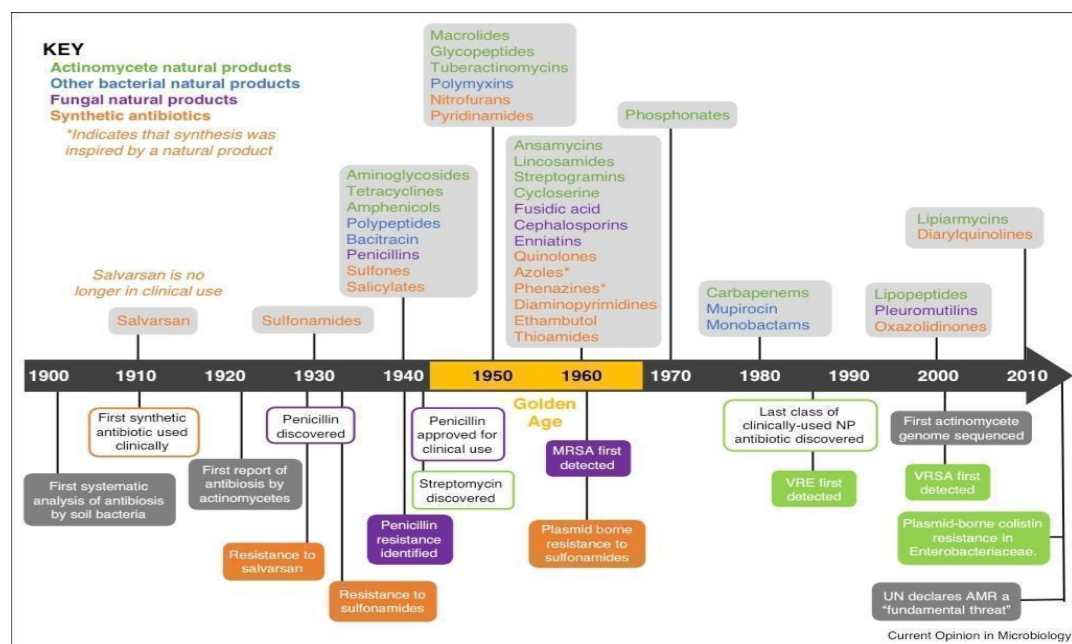 KEY
Actinomycete natural products
Other bacterial natural products
Fungal natural products
Synthetic antibiotics
*Indicates that synthesis was
inspired by a natural product
Salvarsan is no
longer in clinical use
Salvarsan
Sulfonamides
Aminoglycosides
Tetracyclines
Amphenicols
Polypeptides
Bacitracin
Penicillins
Sulfones
Salicylates
Macrolides
Glycopeptides
Tuberactinomycins
Polymyxins
Nitrofurans
Pyridinamides
Ansamycins
Lincosamides
Streptogramins
Cycloserine
Fusidic acid
Cephalosporins
Enniatins
Quinolones
Azoles*
Phenazines*
Diaminopyrimidines
Ethambutol
Thioamides
Phosphonates
Carbapenems
Mupirocin
Monobactams
Lipopeptides
Pleuromutilins
Oxazolidinones
Lipiarmycins
Diarylquinolines
1900 1910 1920 1930 1940 1950 1960 1970 1980 1990 2000 2010
Golden
Age
First systematic
analysis of antibiosis
by soil bacteria
First synthetic
antibiotic used
clinically
First report of
antibiosis by
actinomycetes
Penicillin
discovered
Resistance to
salvarsan
Resistance to
sulfonamides
Penicillin
resistance
identified
Penicillin
approved for
clinical use
Streptomycin
discovered
MRSA first
detected
Plasmid borne
resistance to
sulfonamides
Last class of
clinically-used NP
antibiotic discovered
VRE first
detected
First actinomycete
genome sequenced
VRSA first
detected
Plasmid-borne colistin
resistance in
Enterobacteriaceae.
UN declares AMR a
“fundamental threat”
Current Opinion in Microbiology